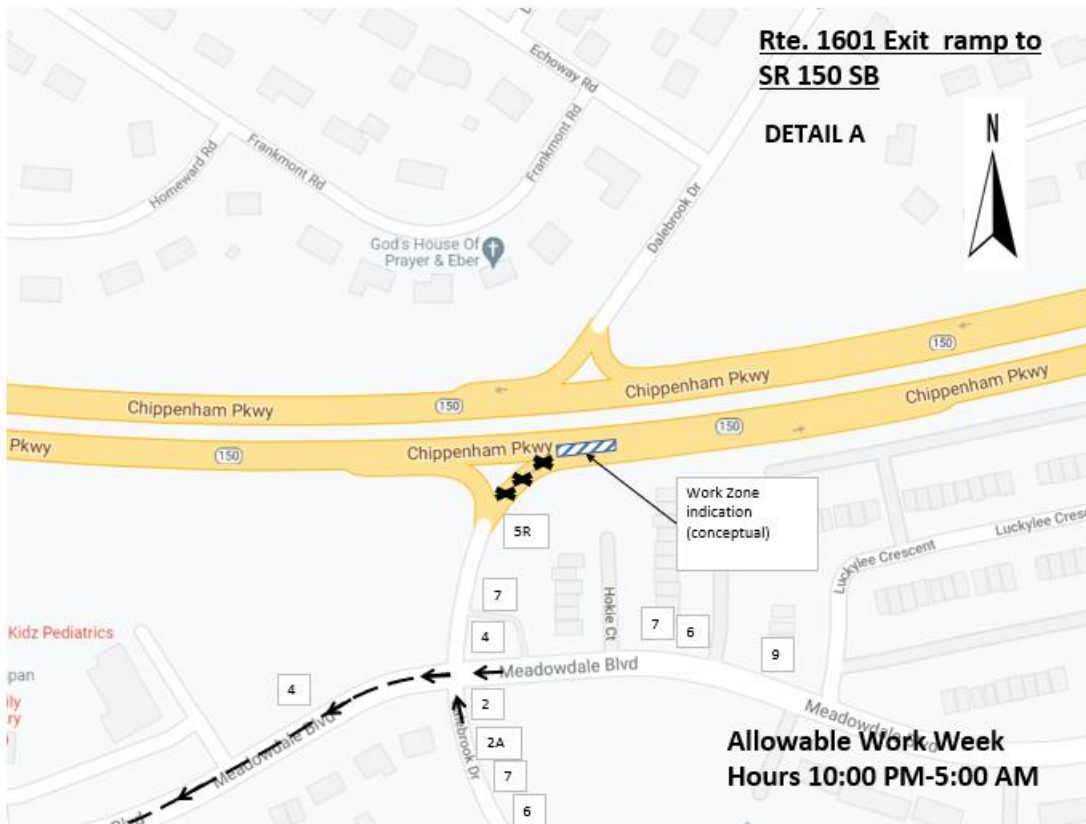 Rte. 1601 Exit ramp to
SR 150 SB
DETAIL A
N
Echoway Rd
Homeward Rd
Frankmont Rd
Frankmont Rd
Dalebrook Dr
God's House Of
Prayer & Eber
150
Chippenham Pkwy
150
Chippenham Pkwy
Chippenham Pkwy
Pkwy
150
Chippenham Pkwy
150
Work Zone
indication
(conceptual)
5R
Luckylee Crescent
Luckylee Cresc
Hokie Ct
7
4
7
6
9
Kidz Pediatrics
span
ily
ry
4
Meadowdale Blvd
2
2A
7
6
Meadowdale Blvd
Meadowdale Blvd
Allowable Work Week
Hours 10:00 PM-5:00 AM